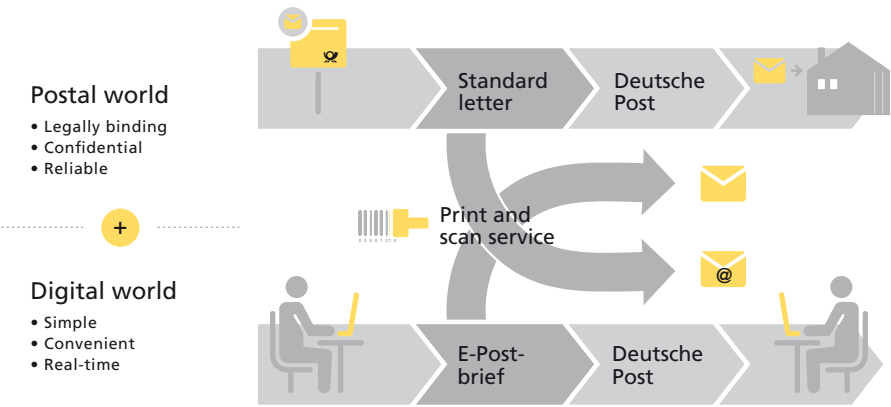 Postal world
• Legally binding
• Confidential
• Reliable
+
Digital world
• Simple
• Convenient
• Real-time
Standard
letter
Deutsche
Post
Print and
scan service
@
E-Post-
brief
Deutsche
Post